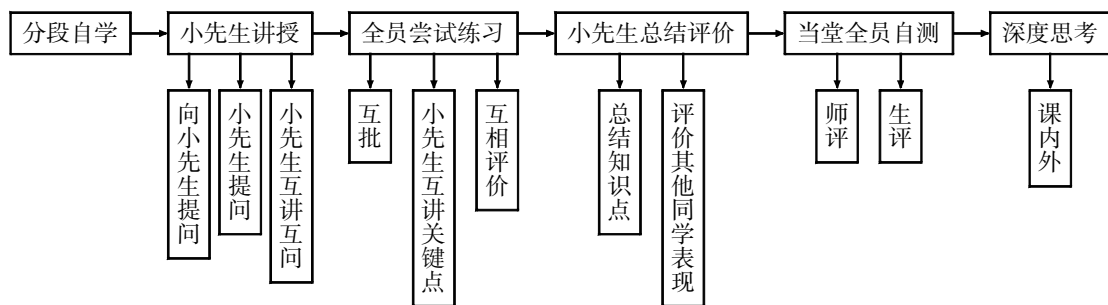 分段自学
小先生讲授
全员尝试练习
小先生总结评价
当堂全员自测
深度思考
向小先生提问
小先生提问
小先生互讲互问
互批
小先生互讲关键点
互相评价
总结知识点
评价其他同学表现
师评
生评
课内外